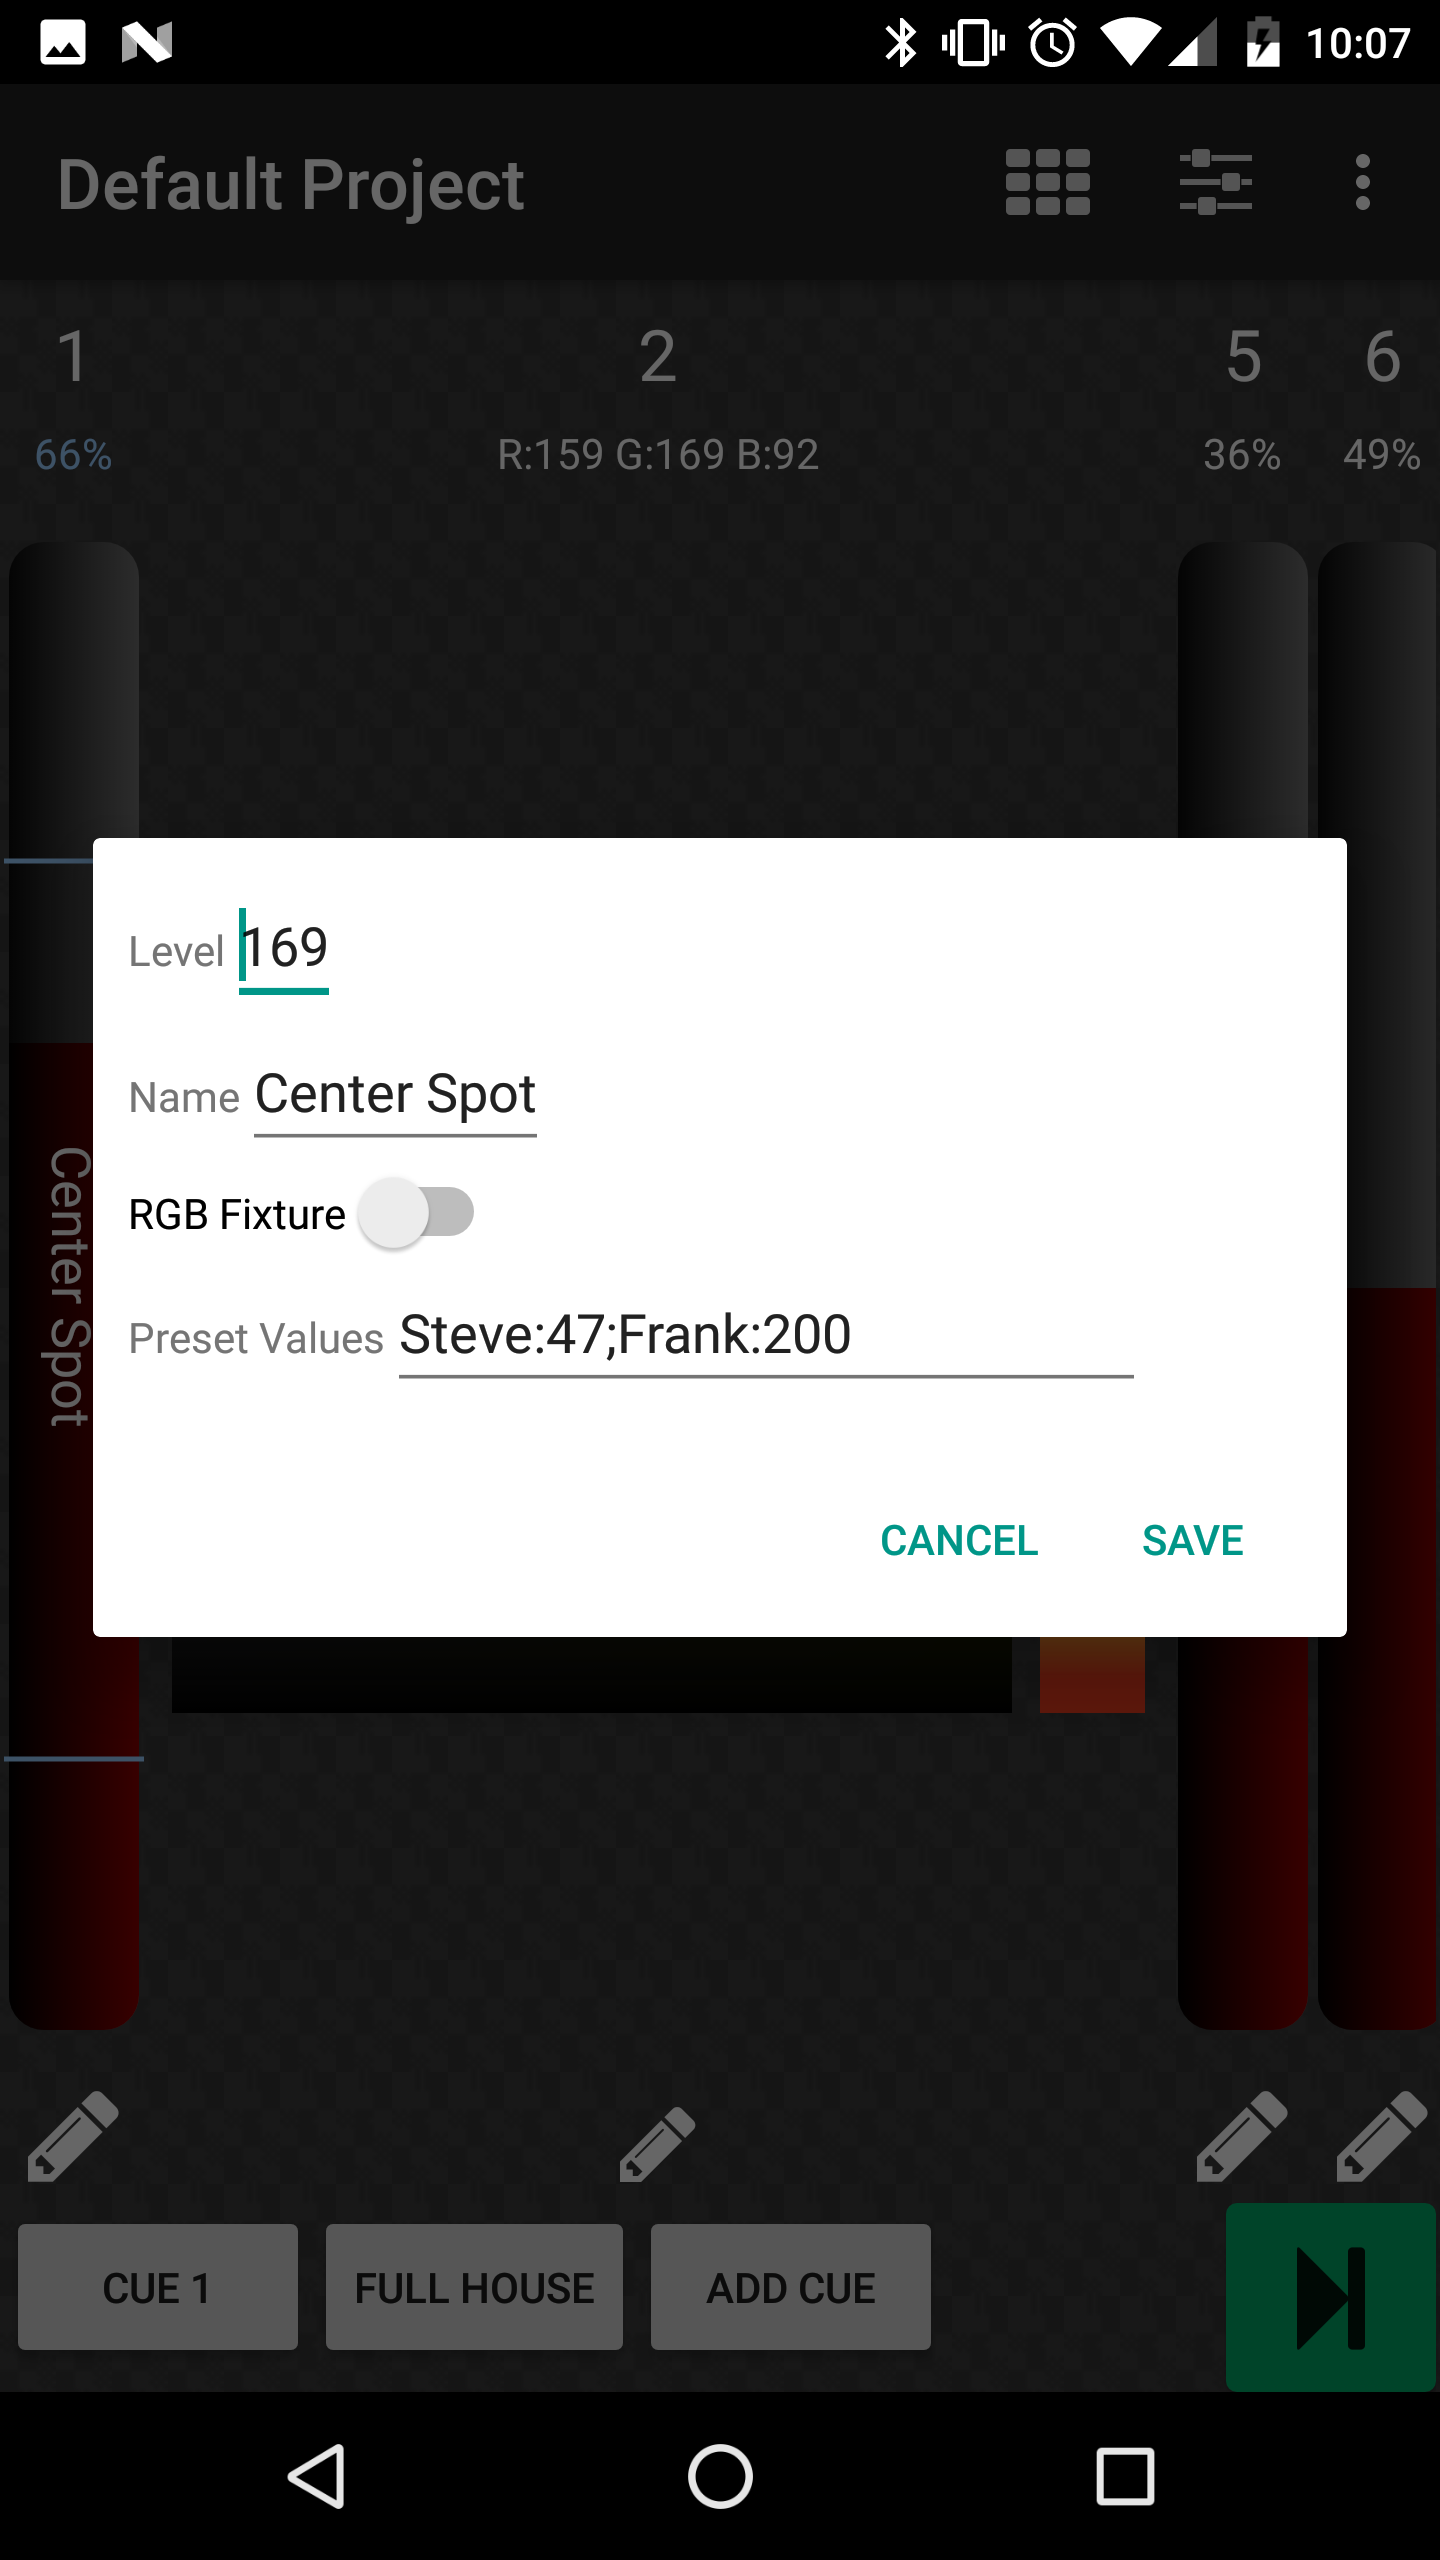 10:07
Default Project
1 2 5 6
66% R:159 G:169 B:92 36% 49%
Level 169
Name Center Spot
RGB Fixture
Center Spot
Preset Values Steve:47;Frank:200
CANCEL SAVE
CUE 1 FULL HOUSE ADD CUE